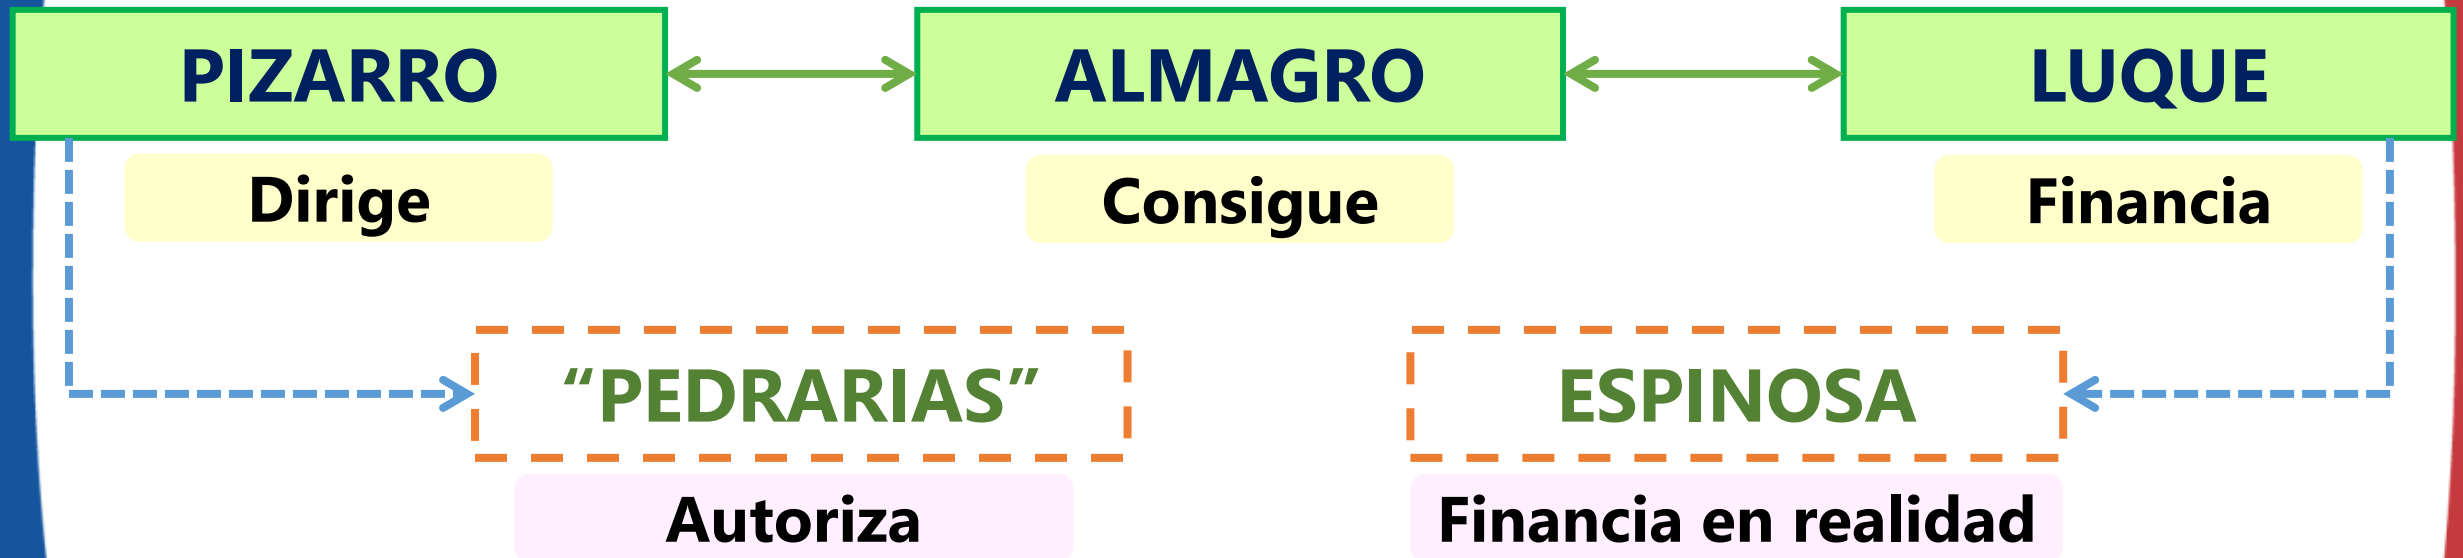 PIZARRO
ALMAGRO
LUQUE
Dirige
Consigue
Financia
“PEDRARIAS”
ESPINOSA
Autoriza
Financia en realidad